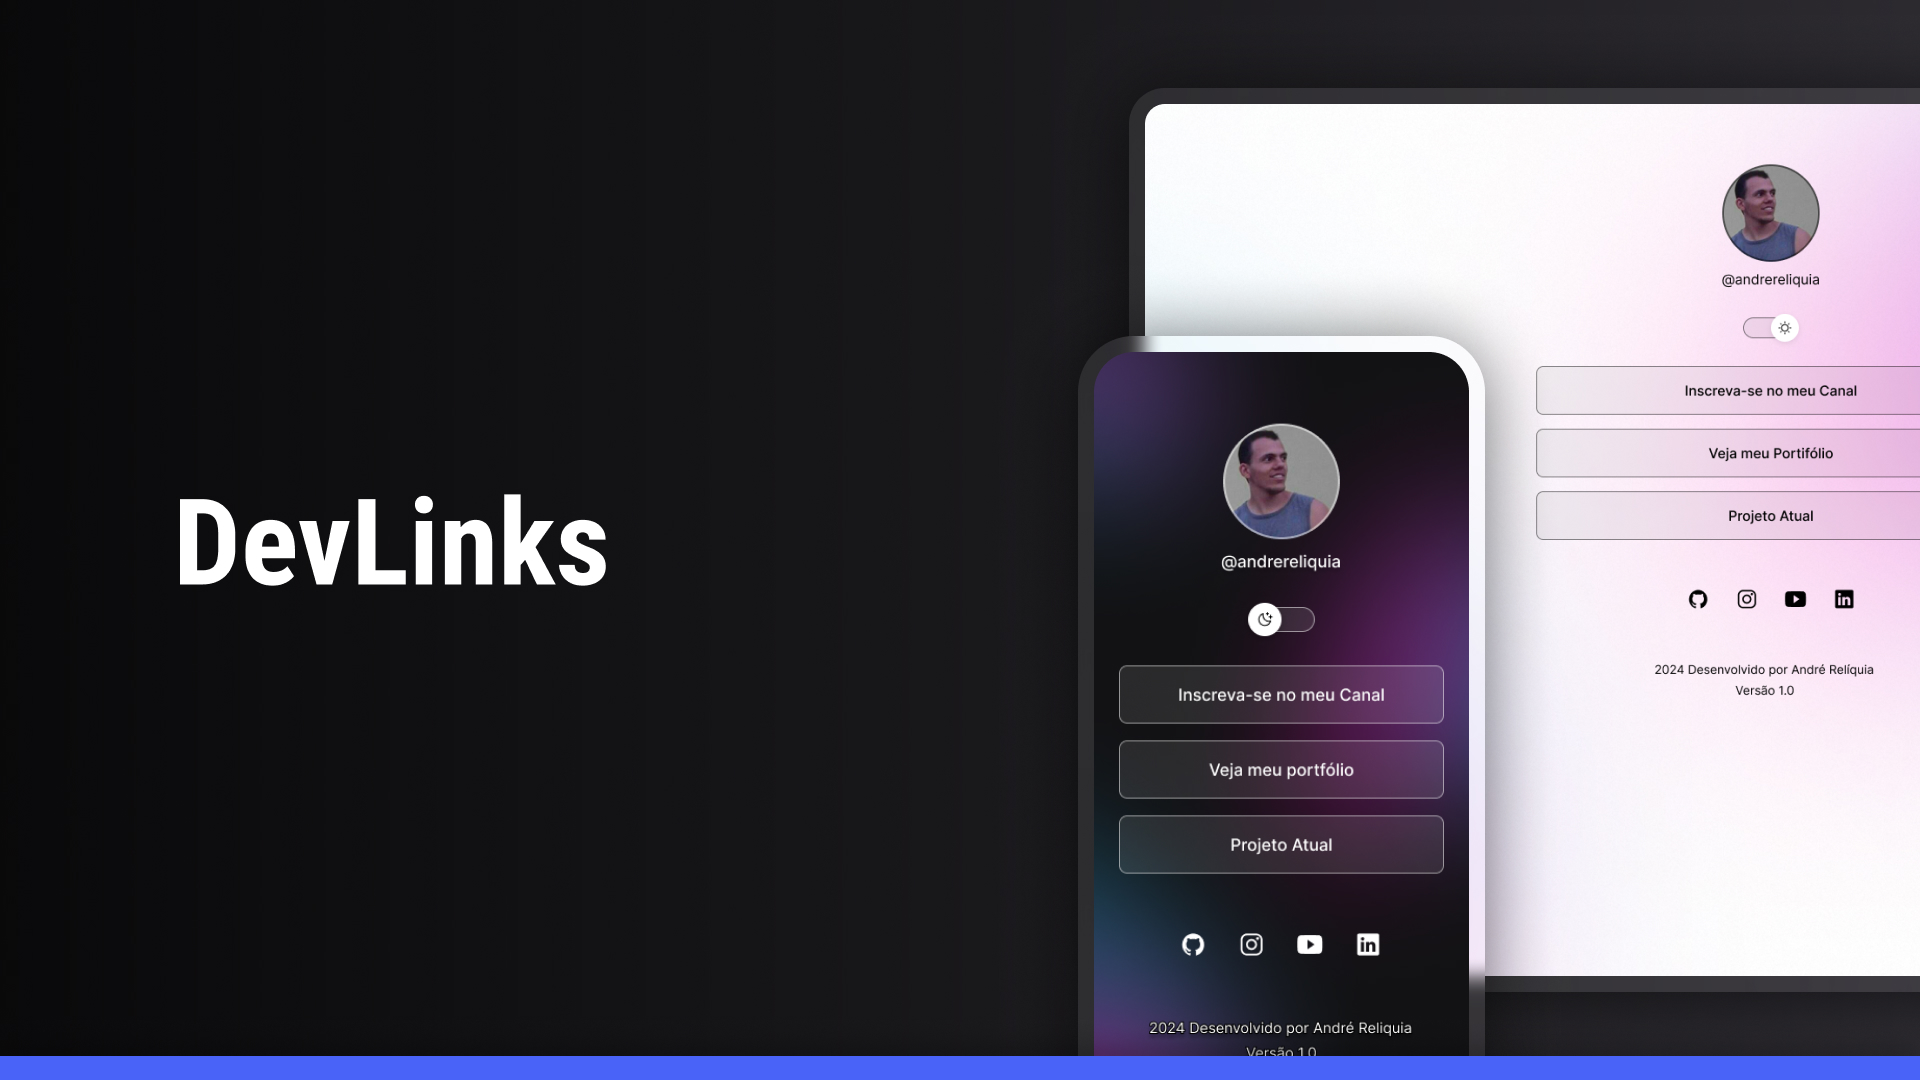 DevLinks
@andrereliquia
Inscreva-se no meu Canal
Veja meu portfólio
Projeto Atual
2024 Desenvolvido por André Reliquia
Versão 1.0
@andrereliquia
Inscreva-se no meu Canal
Veja meu Portifólio
Projeto Atual
2024 Desenvolvido por André Relíquia
Versão 1.0